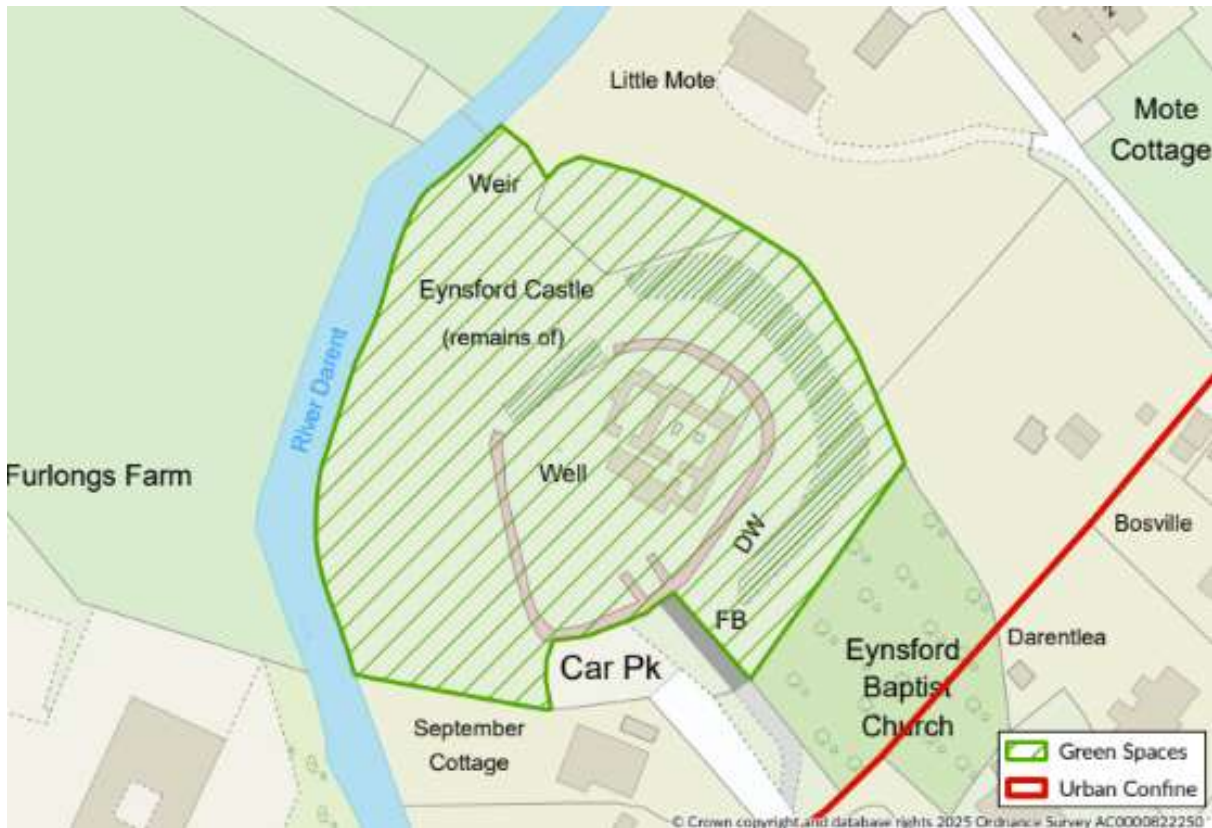 1
2
Little Mote
Mote
Cottage
Weir
Eynsford Castle
(remains of)
River Darent
Furlongs Farm
Well
DW
Bosville
FB
Darentlea
Eynsford
Baptist
Church
Car Pk
September
Cottage
Green Spaces
Urban Confine
© Crown copyright and database rights 2025 Ordnance Survey AC0000822250